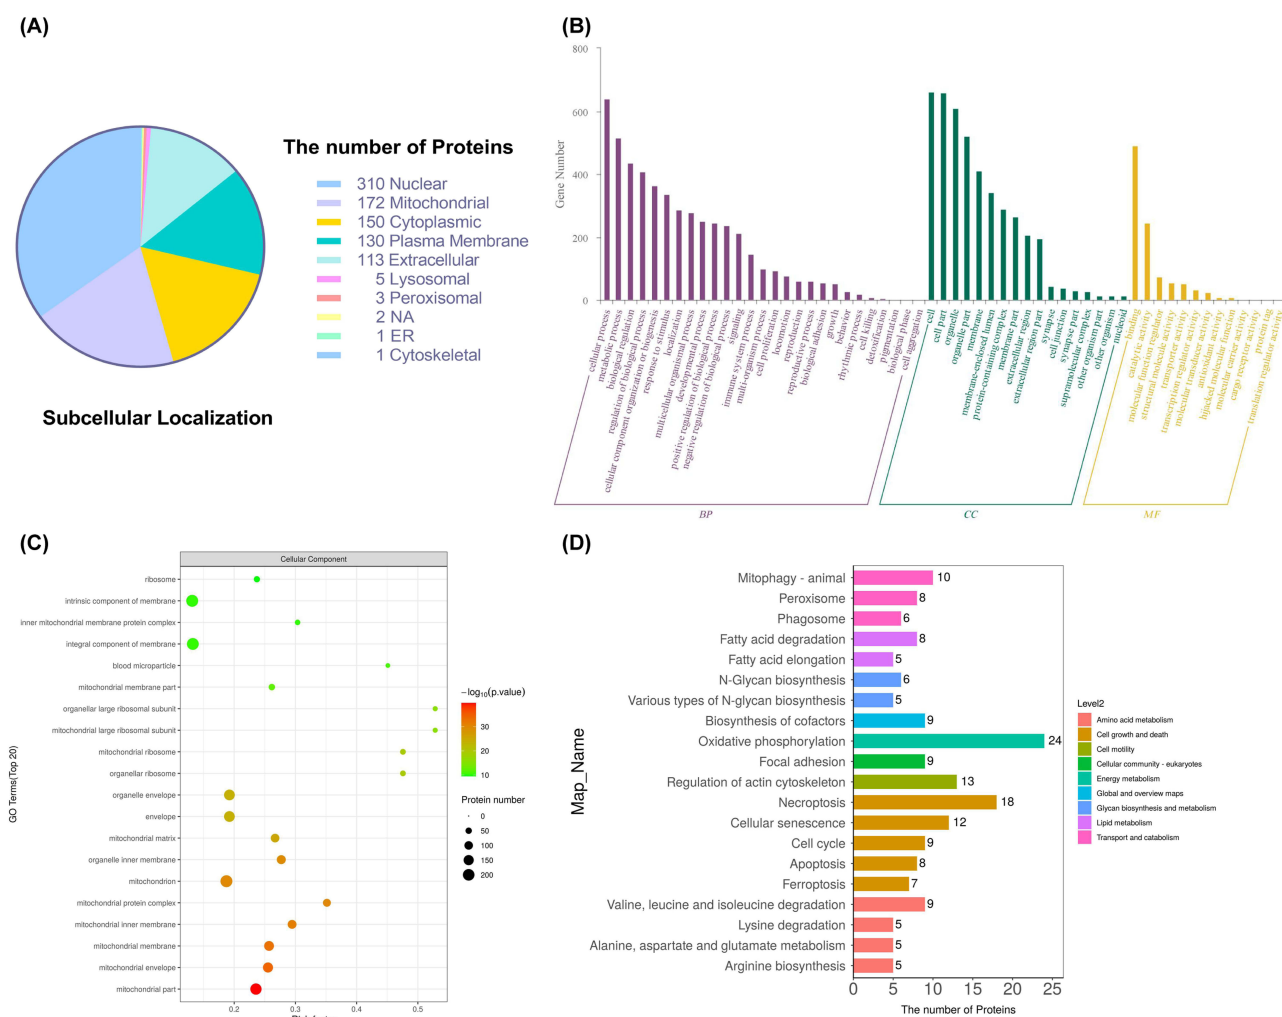 (A)
The number of Proteins
310 Nuclear
172 Mitochondrial
150 Cytoplasmic
130 Plasma Membrane
113 Extracellular
5 Lysosomal
3 Peroxisomal
2 NA
1 ER
1 Cytoskeletal
Subcellular Localization
(B)
Gene Number
800
600
400
200
0
cellular process
metabolic process
biological regulation
regulation of biological process
cellular component organization or biogenesis
response to stimulus
localization
multicellular organismal process
developmental process
positive regulation of biological process
negative regulation of biological process
signaling
immune system process
multi-organism process
cell proliferation
locomotion
reproduction
reproductive process
biological adhesion
growth
behavior
rhythmic process
cell killing
detoxification
pigmentation
biological phase
cell aggregation
BP
cell
cell part
organelle
organelle part
membrane
membrane-enclosed lumen
protein-containing complex
membrane part
extracellular region
extracellular region part
synapse
cell junction
synapse part
supramolecular complex
other organism part
other organism
nucleoid
CC
binding
catalytic activity
molecular function regulator
structural molecule activity
transporter activity
transcription regulator activity
molecular transducer activity
antioxidant activity
hijacked molecular function
molecular carrier activity
cargo receptor activity
protein tag
translation regulator activity
MF
(C)
Cellular Component
GO Terms(Top 20)
ribosome
intrinsic component of membrane
inner mitochondrial membrane protein complex
integral component of membrane
blood microparticle
mitochondrial membrane part
organellar large ribosomal subunit
mitochondrial large ribosomal subunit
mitochondrial ribosome
organellar ribosome
organelle envelope
envelope
mitochondrial matrix
organelle inner membrane
mitochondrion
mitochondrial protein complex
mitochondrial inner membrane
mitochondrial membrane
mitochondrial envelope
mitochondrial part
0.2 0.3 0.4 0.5
−log10(p.value)
30
20
10
Protein number
0
50
100
150
200
(D)
Map_Name
Mitophagy - animal 10
Peroxisome 8
Phagosome 6
Fatty acid degradation 8
Fatty acid elongation 5
N-Glycan biosynthesis 6
Various types of N-glycan biosynthesis 5
Biosynthesis of cofactors 9
Oxidative phosphorylation 24
Focal adhesion 9
Regulation of actin cytoskeleton 13
Necroptosis 18
Cellular senescence 12
Cell cycle 9
Apoptosis 8
Ferroptosis 7
Valine, leucine and isoleucine degradation 9
Lysine degradation 5
Alanine, aspartate and glutamate metabolism 5
Arginine biosynthesis 5
0 5 10 15 20 25
The number of Proteins
Level2
Amino acid metabolism
Cell growth and death
Cell motility
Cellular community - eukaryotes
Energy metabolism
Global and overview maps
Glycan biosynthesis and metabolism
Lipid metabolism
Transport and catabolism